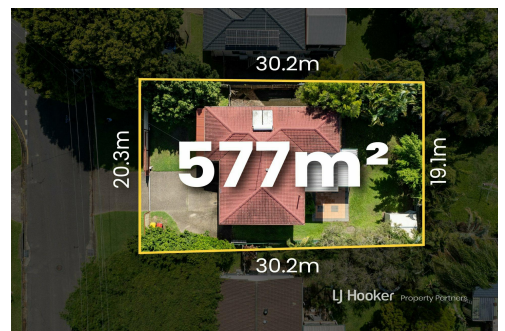 30.2m
20.3m
577m²
19.1m
30.2m
LJ Hooker Property Partners